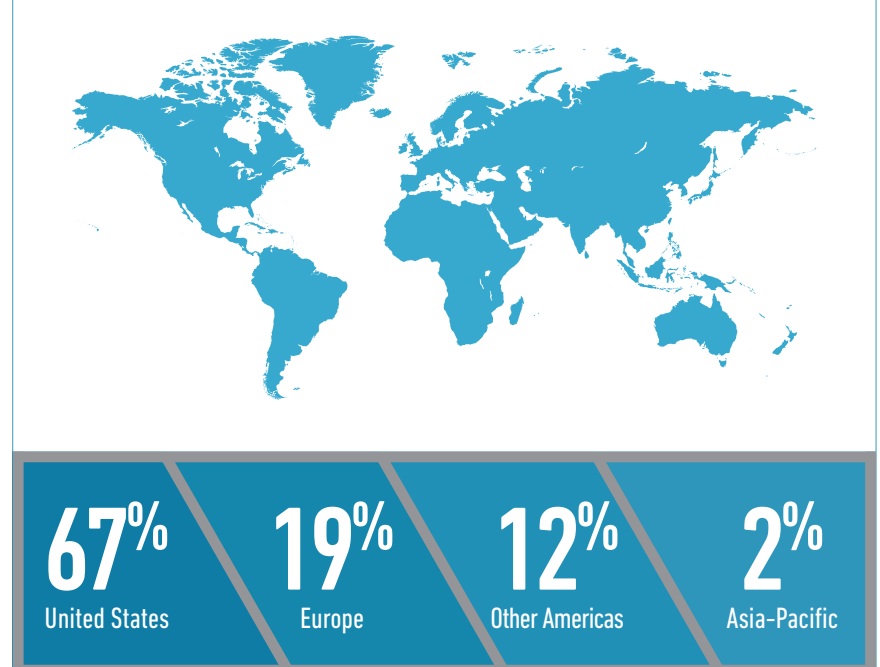 67%
United States
19%
Europe
12%
Other Americas
2%
Asia-Pacific